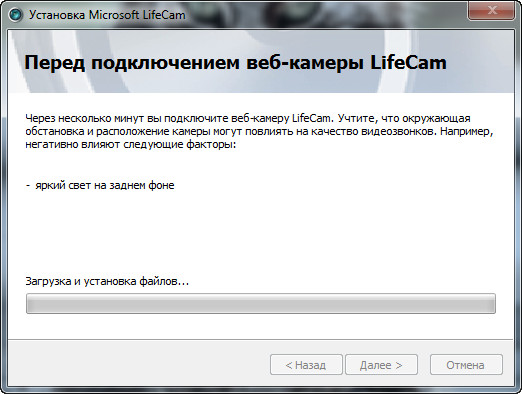 Установка Microsoft LifeCam
Перед подключением веб-камеры LifeCam
Через несколько минут вы подключите веб-камеру LifeCam. Учтите, что окружающая
обстановка и расположение камеры могут повлиять на качество видеозвонков. Например,
негативно влияют следующие факторы:
- яркий свет на заднем фоне
Загрузка и установка файлов...
< Назад
Далее >
Отмена